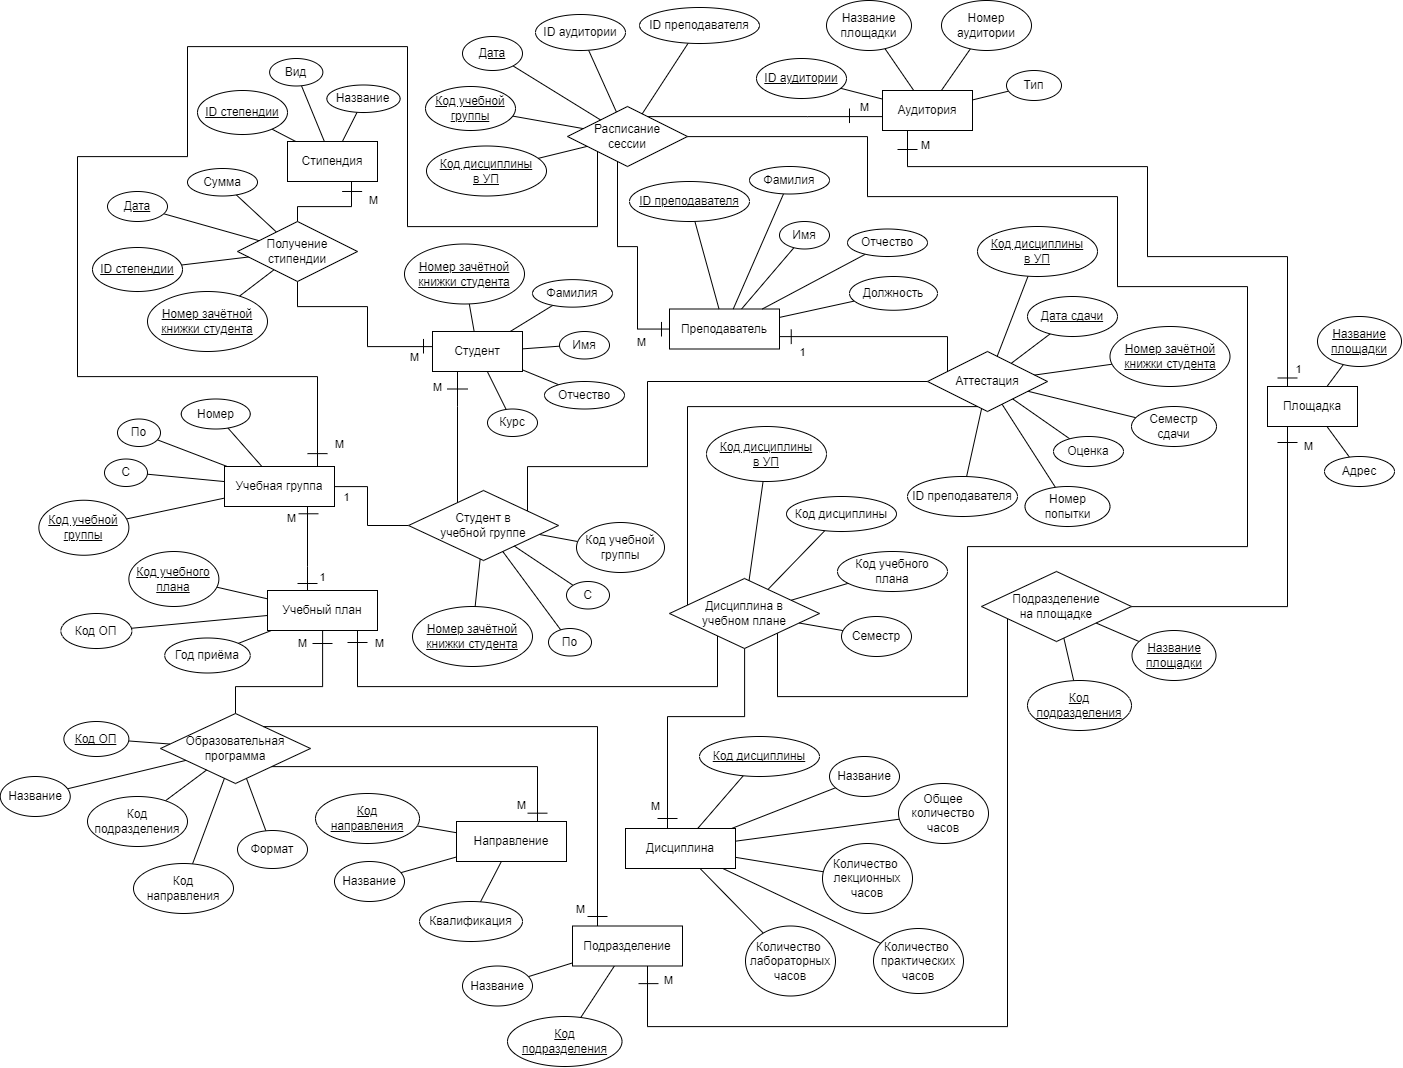 Название
площадки
Номер
аудитории
ID аудитории
ID преподавателя
Дата
ID аудитории
Тип
Аудитория
М
Вид
Название
ID степендии
Код учебной
группы
Расписание
сессии
М
Стипендия
М
Код дисциплины
в УП
Сумма
Дата
Фамилия
ID преподавателя
Имя
Отчество
Код дисциплины
в УП
Получение
стипендии
ID степендии
Номер зачётной
книжки студента
Номер зачётной
книжки студента
Фамилия
Должность
Преподаватель
М
1
Дата сдачи
Номер зачётной
книжки студента
Название
площадки
Студент
М
Имя
Отчество
М
Курс
Аттестация
1
Площадка
М
Адрес
Семестр
сдачи
Оценка
Номер
По
С
М
Учебная группа
1
М
Код учебной
группы
Код дисциплины
в УП
ID преподавателя
Номер
попытки
Код дисциплины
Студент в
учебной группе
Код учебной
группы
С
По
Номер зачётной
книжки студента
Код учебного
плана
1
Учебный план
М
М
Код ОП
Год приёма
Код учебного
плана
Дисциплина в
учебном плане
Семестр
Подразделение
на площадке
Название
площадки
Код
подразделения
Код ОП
Образовательная
программа
Название
Код
подразделения
Код
направления
Формат
Код
направления
М
Направление
Название
Квалификация
Код дисциплины
Название
М
Дисциплина
Общее
количество
часов
Количество
лекционных
часов
Количество
лабораторных
часов
Количество
практических
часов
М
Подразделение
М
Название
Код
подразделения